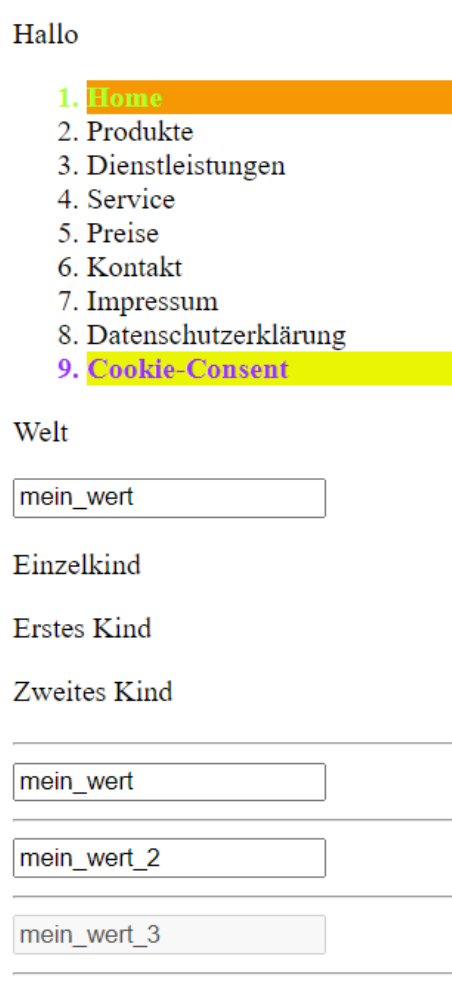 Hallo
1. Home
2. Produkte
3. Dienstleistungen
4. Service
5. Preise
6. Kontakt
7. Impressum
8. Datenschutzerklärung
9. Cookie-Consent
Welt
mein_wert
Einzelkind
Erstes Kind
Zweites Kind
mein_wert
mein_wert_2
mein_wert_3